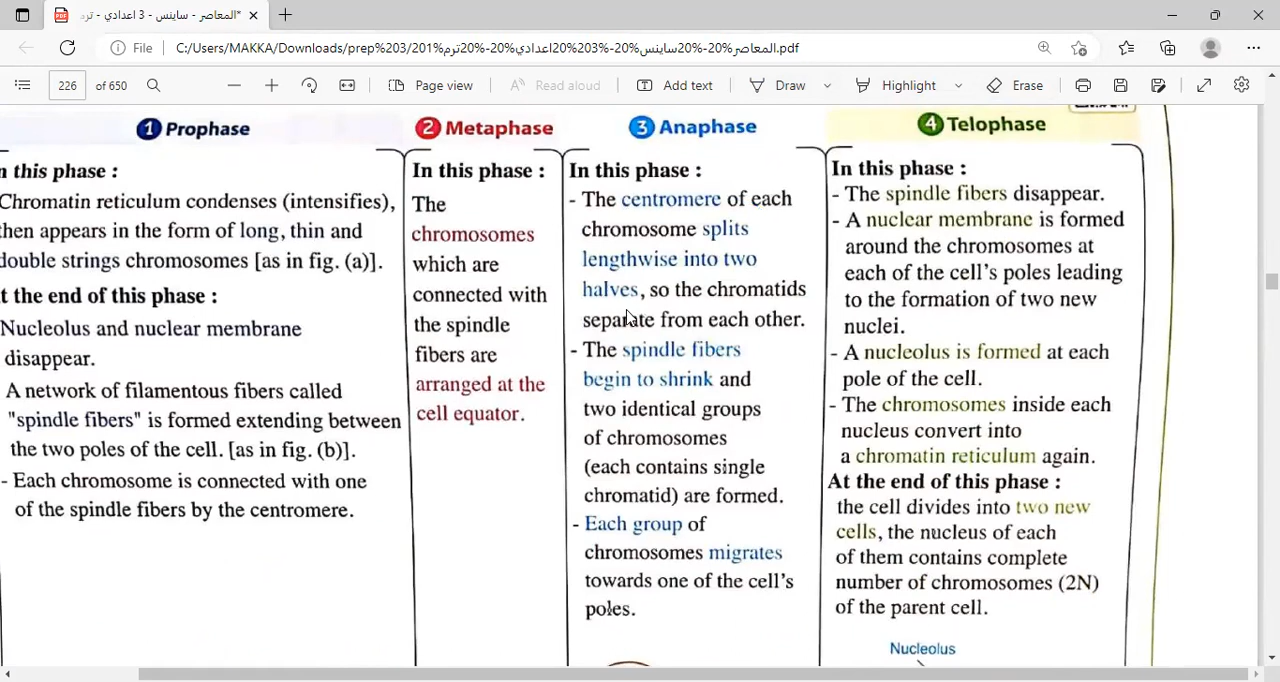 *المعاصر - ساينس - 3 اعدادي - تر
File
C:/Users/MAKKA/Downloads/prep%203/201%المعاصر%20-%20ساينس%20-%203%20اعدادي%20-%20ترم.pdf
226 of 650
Page view
Read aloud
Add text
Draw
Highlight
Erase
1 Prophase
n this phase :
Chromatin reticulum condenses (intensifies),
hen appears in the form of long, thin and
double strings chromosomes [as in fig. (a)].
t the end of this phase :
Nucleolus and nuclear membrane
disappear.
A network of filamentous fibers called
"spindle fibers" is formed extending between
the two poles of the cell. [as in fig. (b)].
- Each chromosome is connected with one
of the spindle fibers by the centromere.
2 Metaphase
In this phase :
The
chromosomes
which are
connected with
the spindle
fibers are
arranged at the
cell equator.
3 Anaphase
In this phase :
- The centromere of each
chromosome splits
lengthwise into two
halves, so the chromatids
separate from each other.
- The spindle fibers
begin to shrink and
two identical groups
of chromosomes
(each contains single
chromatid) are formed.
- Each group of
chromosomes migrates
towards one of the cell's
poles.
4 Telophase
In this phase :
- The spindle fibers disappear.
- A nuclear membrane is formed
around the chromosomes at
each of the cell's poles leading
to the formation of two new
nuclei.
- A nucleolus is formed at each
pole of the cell.
- The chromosomes inside each
nucleus convert into
a chromatin reticulum again.
At the end of this phase :
the cell divides into two new
cells, the nucleus of each
of them contains complete
number of chromosomes (2N)
of the parent cell.
Nucleolus